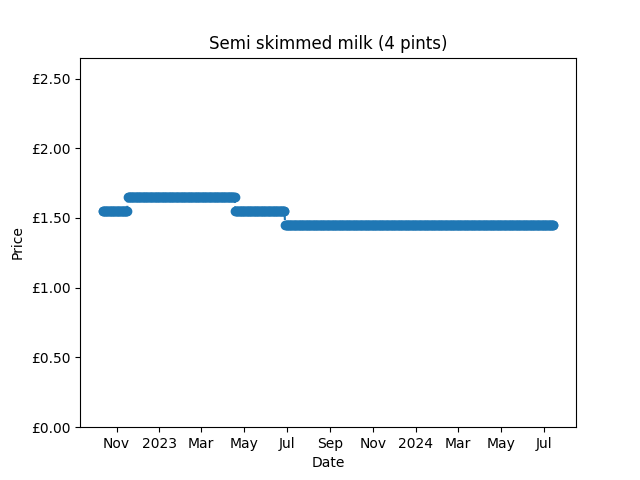 Semi skimmed milk (4 pints)
£2.50
£2.00
£1.50
£1.00
£0.50
£0.00
Price
Nov 2023 Mar May Jul Sep Nov 2024 Mar May Jul
Date